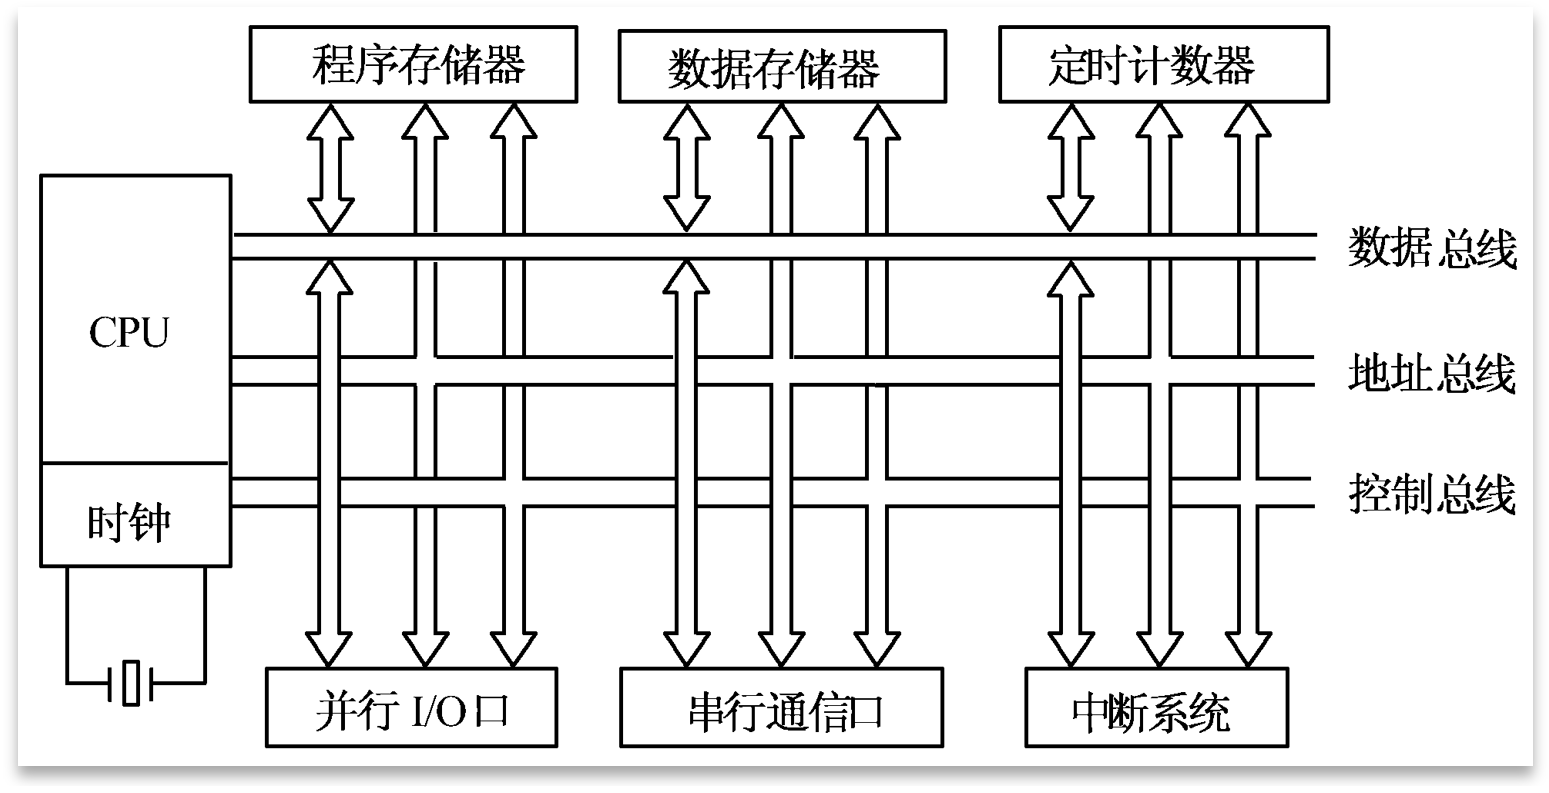 程序存储器
数据存储器
定时计数器
数据总线
CPU
地址总线
控制总线
时钟
并行 I/O 口
串行通信口
中断系统